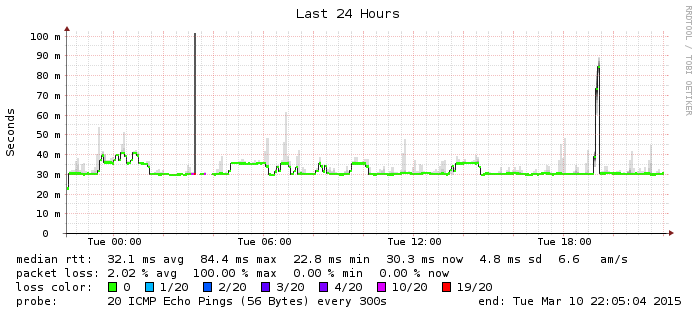 Last 24 Hours
RRDTOOL / TOBI OETIKER
Seconds
100 m
90 m
80 m
70 m
60 m
50 m
40 m
30 m
20 m
10 m
0
Tue 00:00 Tue 06:00 Tue 12:00 Tue 18:00
median rtt: 32.1 ms avg 84.4 ms max 22.8 ms min 30.3 ms now 4.8 ms sd 6.6 am/s
packet loss: 2.02 % avg 100.00 % max 0.00 % min 0.00 % now
loss color: 0 1/20 2/20 3/20 4/20 10/20 19/20
probe: 20 ICMP Echo Pings (56 Bytes) every 300s end: Tue Mar 10 22:05:04 2015